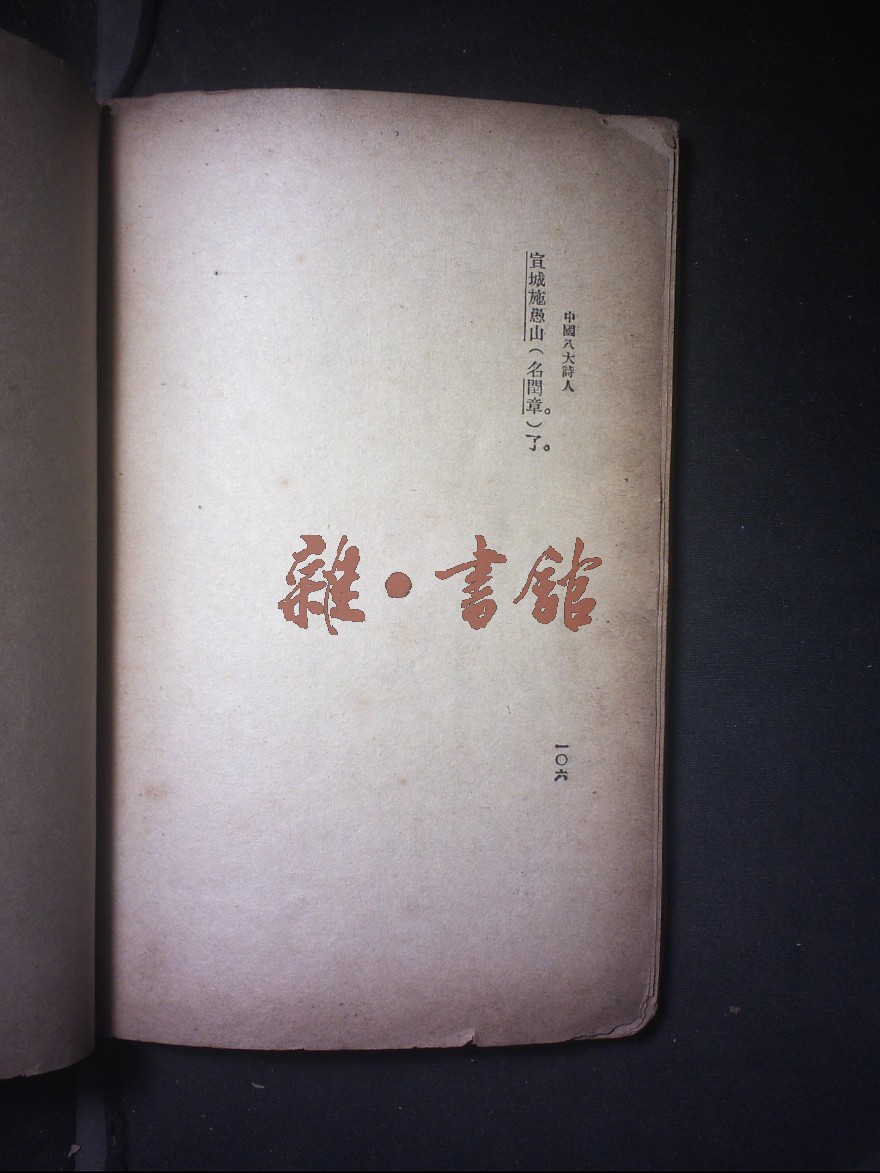 中國八大詩人
宣城施愚山(名閏章。)了。
一〇六
雜·書館